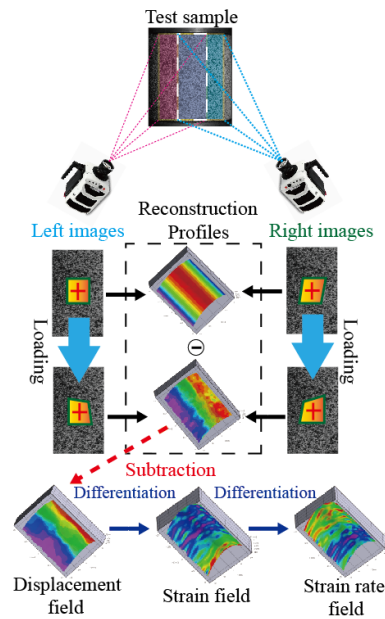 Test sample
Reconstruction
Profiles
Left images
Right images
Loading
Loading
Subtraction
Differentiation
Differentiation
Displacement
field
Strain field
Strain rate
field